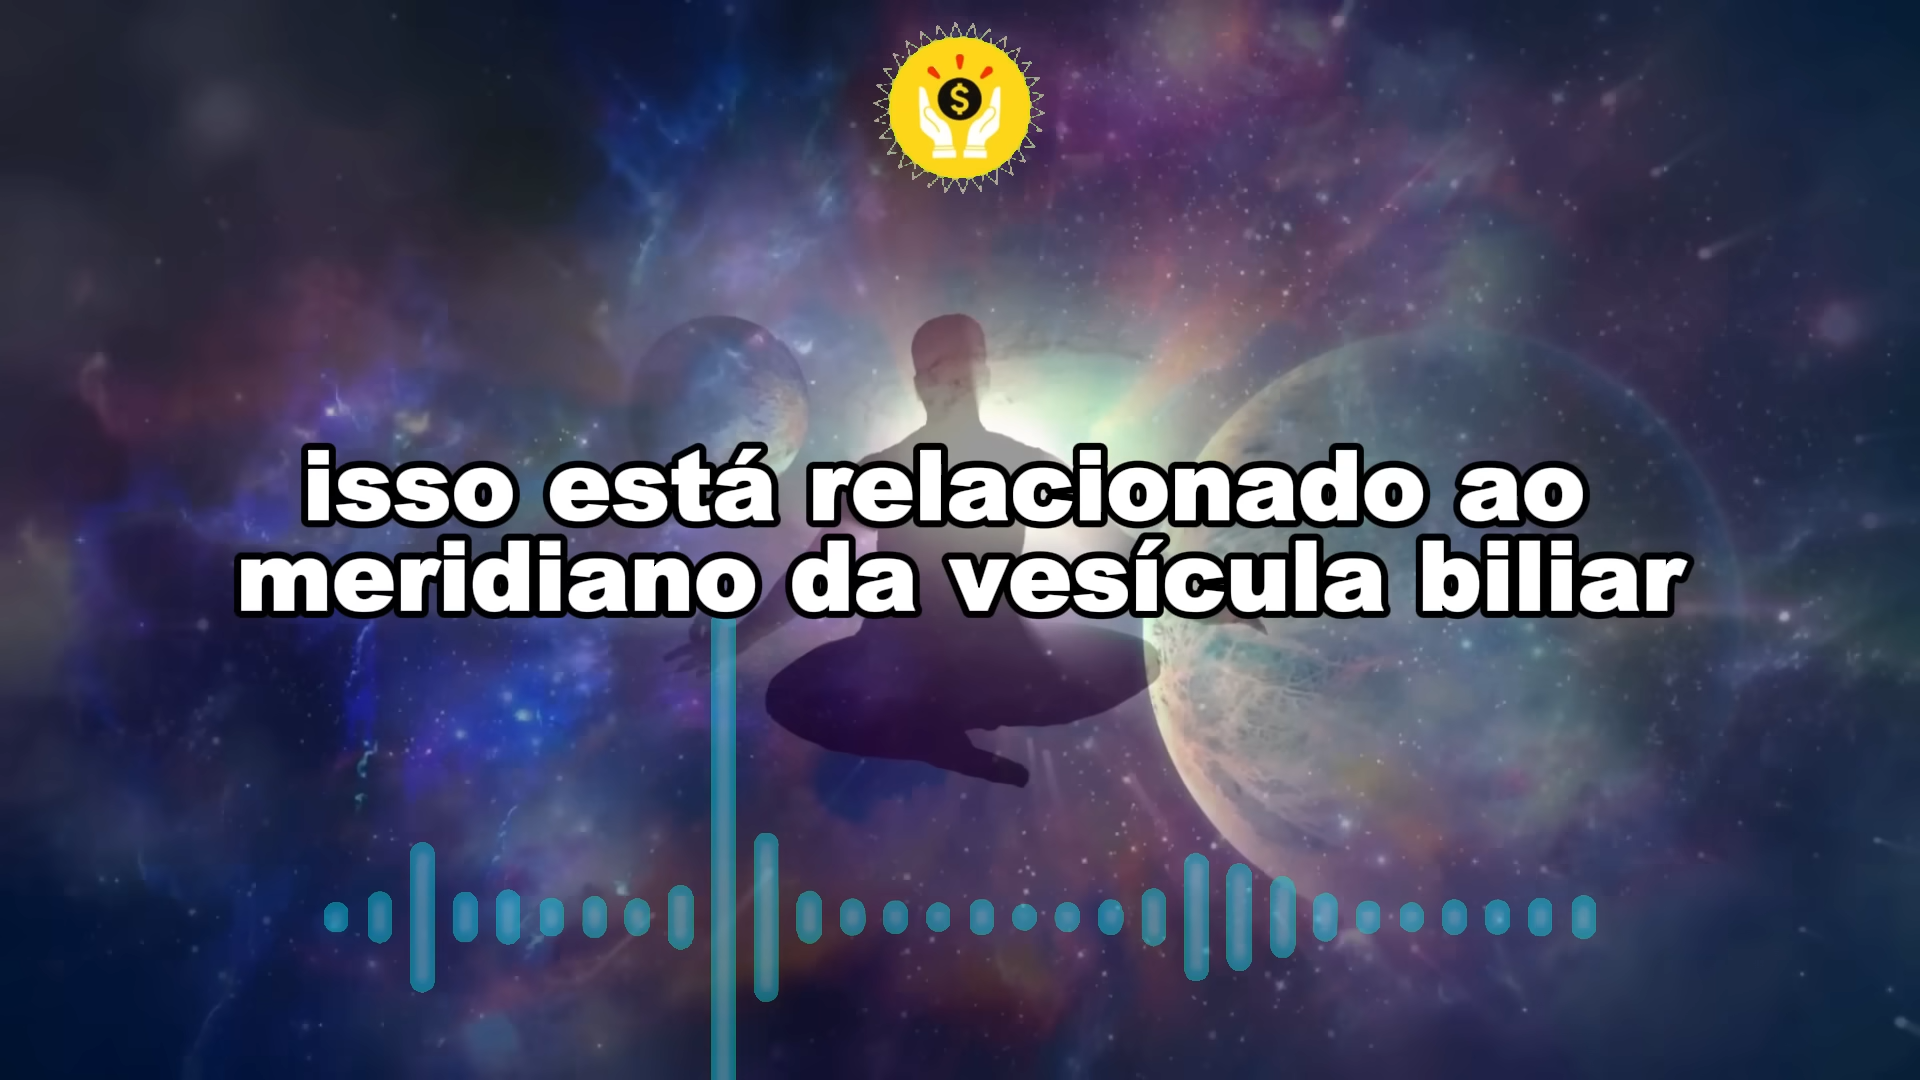 $
isso está relacionado ao
meridiano da vesícula biliar